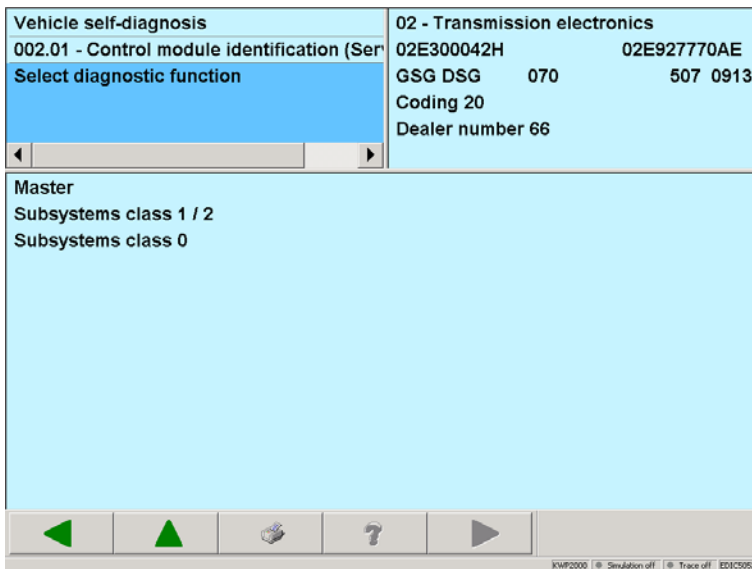 Vehicle self-diagnosis
002.01 - Control module identification (Ser
Select diagnostic function
02 - Transmission electronics
02E300042H 02E927770AE
GSG DSG 070 507 0913
Coding 20
Dealer number 66
Master
Subsystems class 1 / 2
Subsystems class 0
?
KWP2000 Simulation off Trace off EDIC505